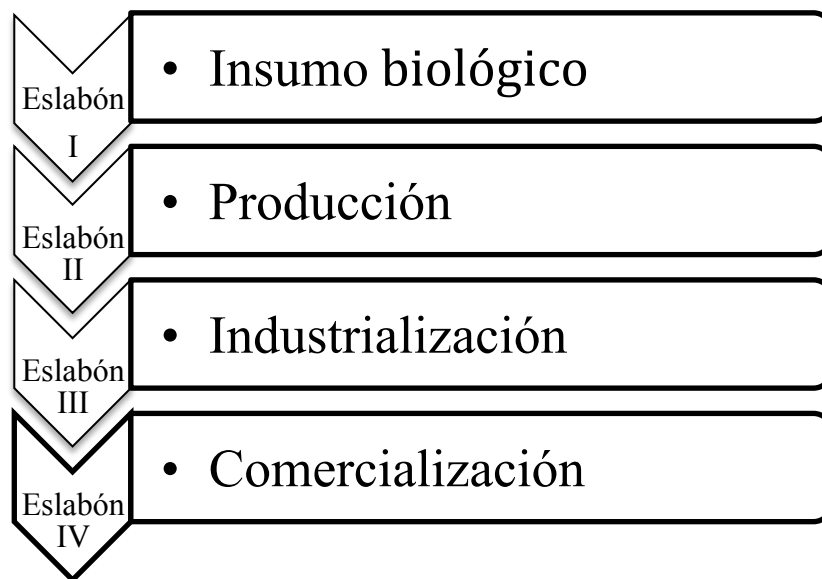 Eslabón
I
• Insumo biológico
Eslabón
II
• Producción
Eslabón
III
• Industrialización
Eslabón
IV
• Comercialización